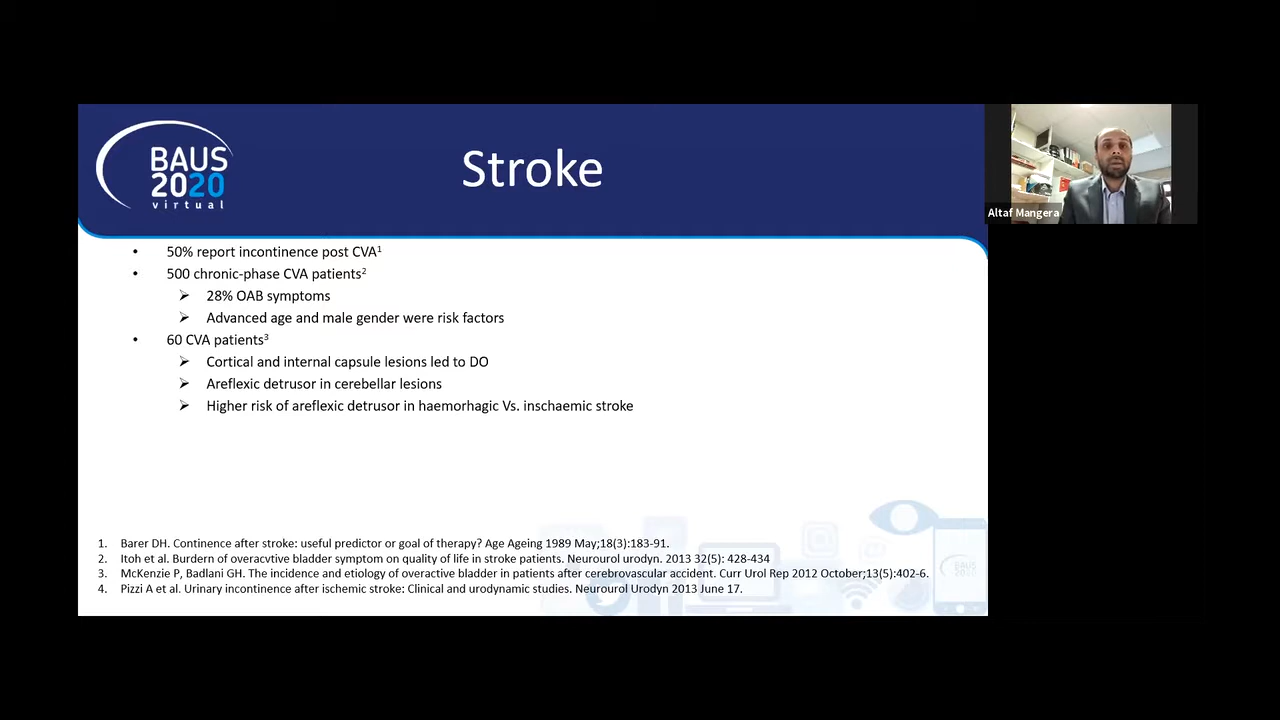 BAUS
2020
virtual
Stroke
Altaf Mangera
• 50% report incontinence post CVA¹
• 500 chronic-phase CVA patients²
➢ 28% OAB symptoms
➢ Advanced age and male gender were risk factors
• 60 CVA patients³
➢ Cortical and internal capsule lesions led to DO
➢ Areflexic detrusor in cerebellar lesions
➢ Higher risk of areflexic detrusor in haemorhagic Vs. inschaemic stroke
1. Barer DH. Continence after stroke: useful predictor or goal of therapy? Age Ageing 1989 May;18(3):183-91.
2. Itoh et al. Burdern of overacvtive bladder symptom on quality of life in stroke patients. Neurourol urodyn. 2013 32(5): 428-434
3. McKenzie P, Badlani GH. The incidence and etiology of overactive bladder in patients after cerebrovascular accident. Curr Urol Rep 2012 October;13(5):402-6.
4. Pizzi A et al. Urinary incontinence after ischemic stroke: Clinical and urodynamic studies. Neurourol Urodyn 2013 June 17.
BAUS
2020